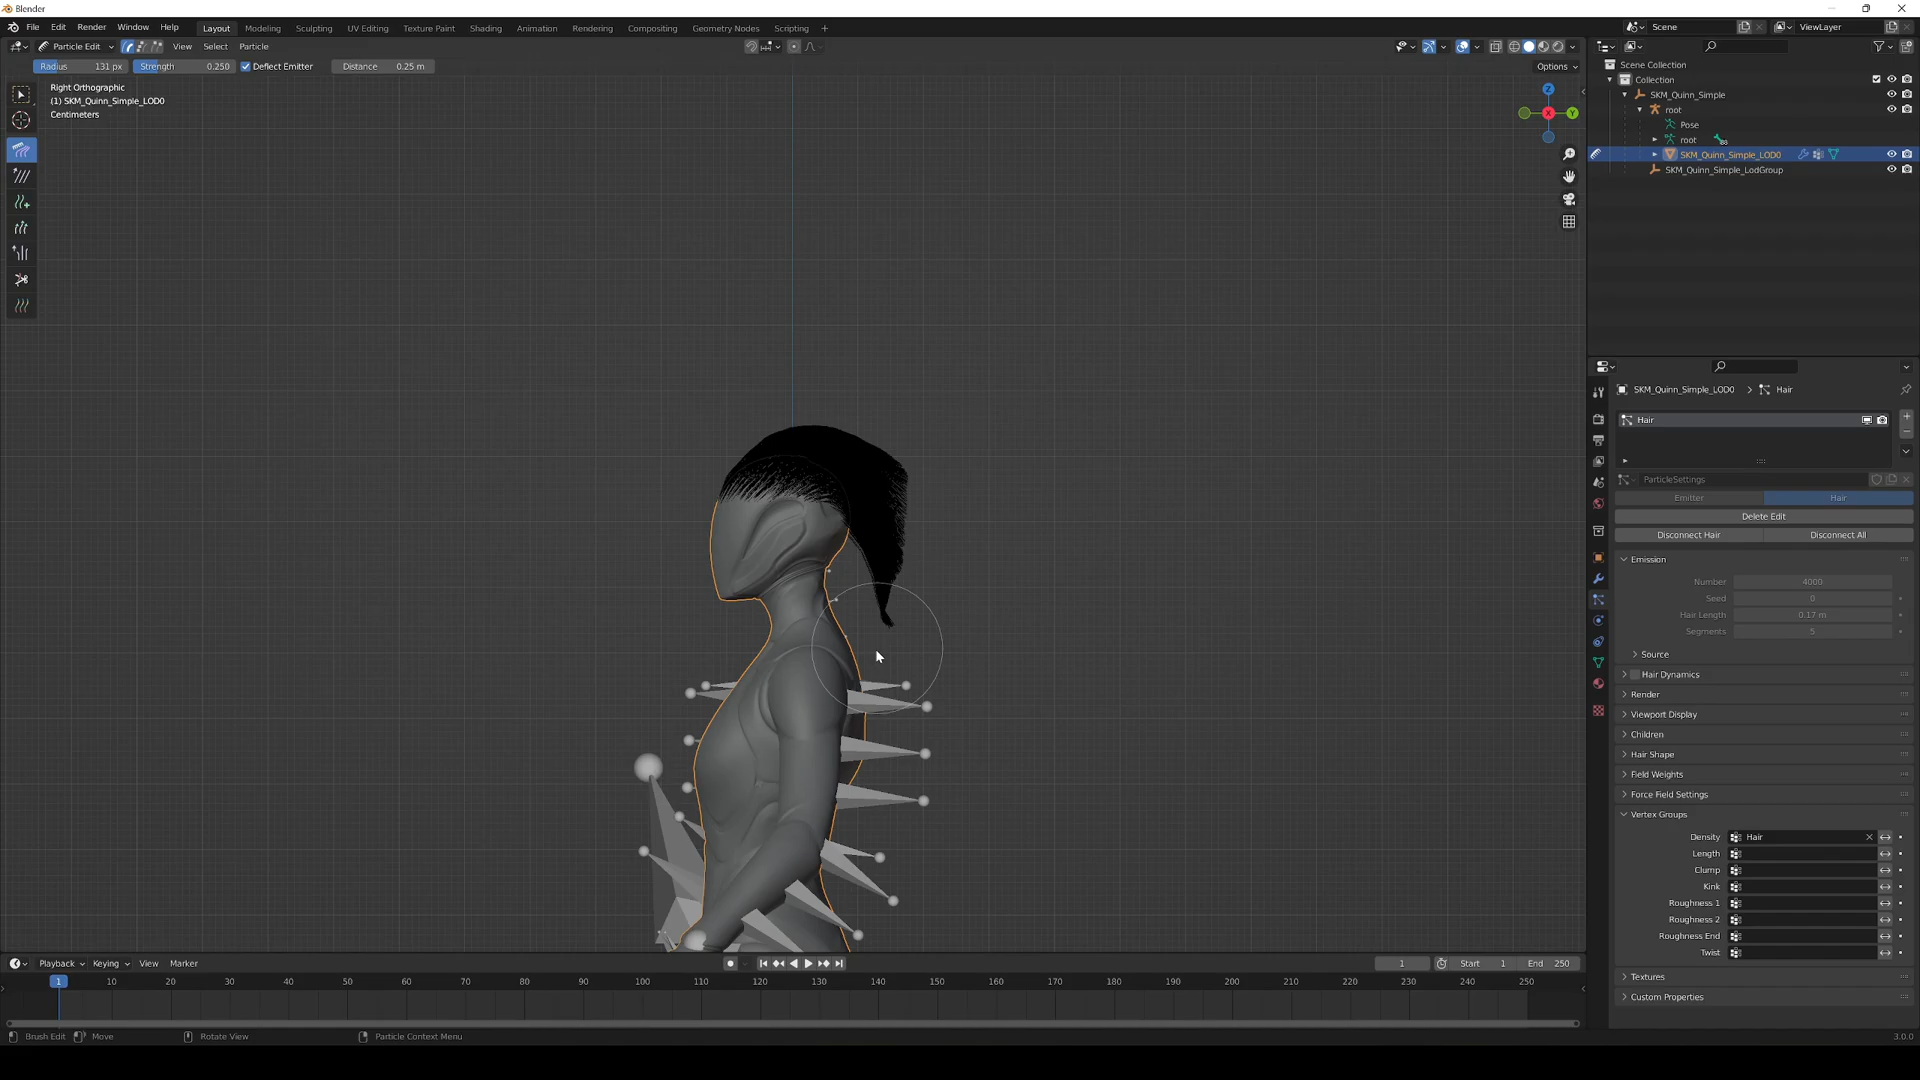 Blender
File Edit Render Window Help Layout Modeling Sculpting UV Editing Texture Paint Shading Animation Rendering Compositing Geometry Nodes Scripting + Scene ViewLayer
Particle Edit View Select Particle
Radius 131 px Strength 0.250 Deflect Emitter Distance 0.25 m Options
Right Orthographic
(1) SKM_Quinn_Simple_LOD0
Centimeters
Z
X
Y
Scene Collection
Collection
SKM_Quinn_Simple
root
Pose
root
SKM_Quinn_Simple_LOD0
SKM_Quinn_Simple_LodGroup
SKM_Quinn_Simple_LOD0 > Hair
Hair
ParticleSettings
Emitter Hair
Delete Edit
Disconnect Hair Disconnect All
Emission
Number 4000
Seed 0
Hair Length 0.17 m
Segments 5
Source
Hair Dynamics
Render
Viewport Display
Children
Hair Shape
Field Weights
Force Field Settings
Vertex Groups
Density Hair
Length
Clump
Kink
Roughness 1
Roughness 2
Roughness End
Twist
Textures
Custom Properties
Playback Keying View Marker 1 Start 1 End 250
1 10 20 30 40 50 60 70 80 90 100 110 120 130 140 150 160 170 180 190 200 210 220 230 240 250
Brush Edit Move Rotate View Particle Context Menu 3.0.0